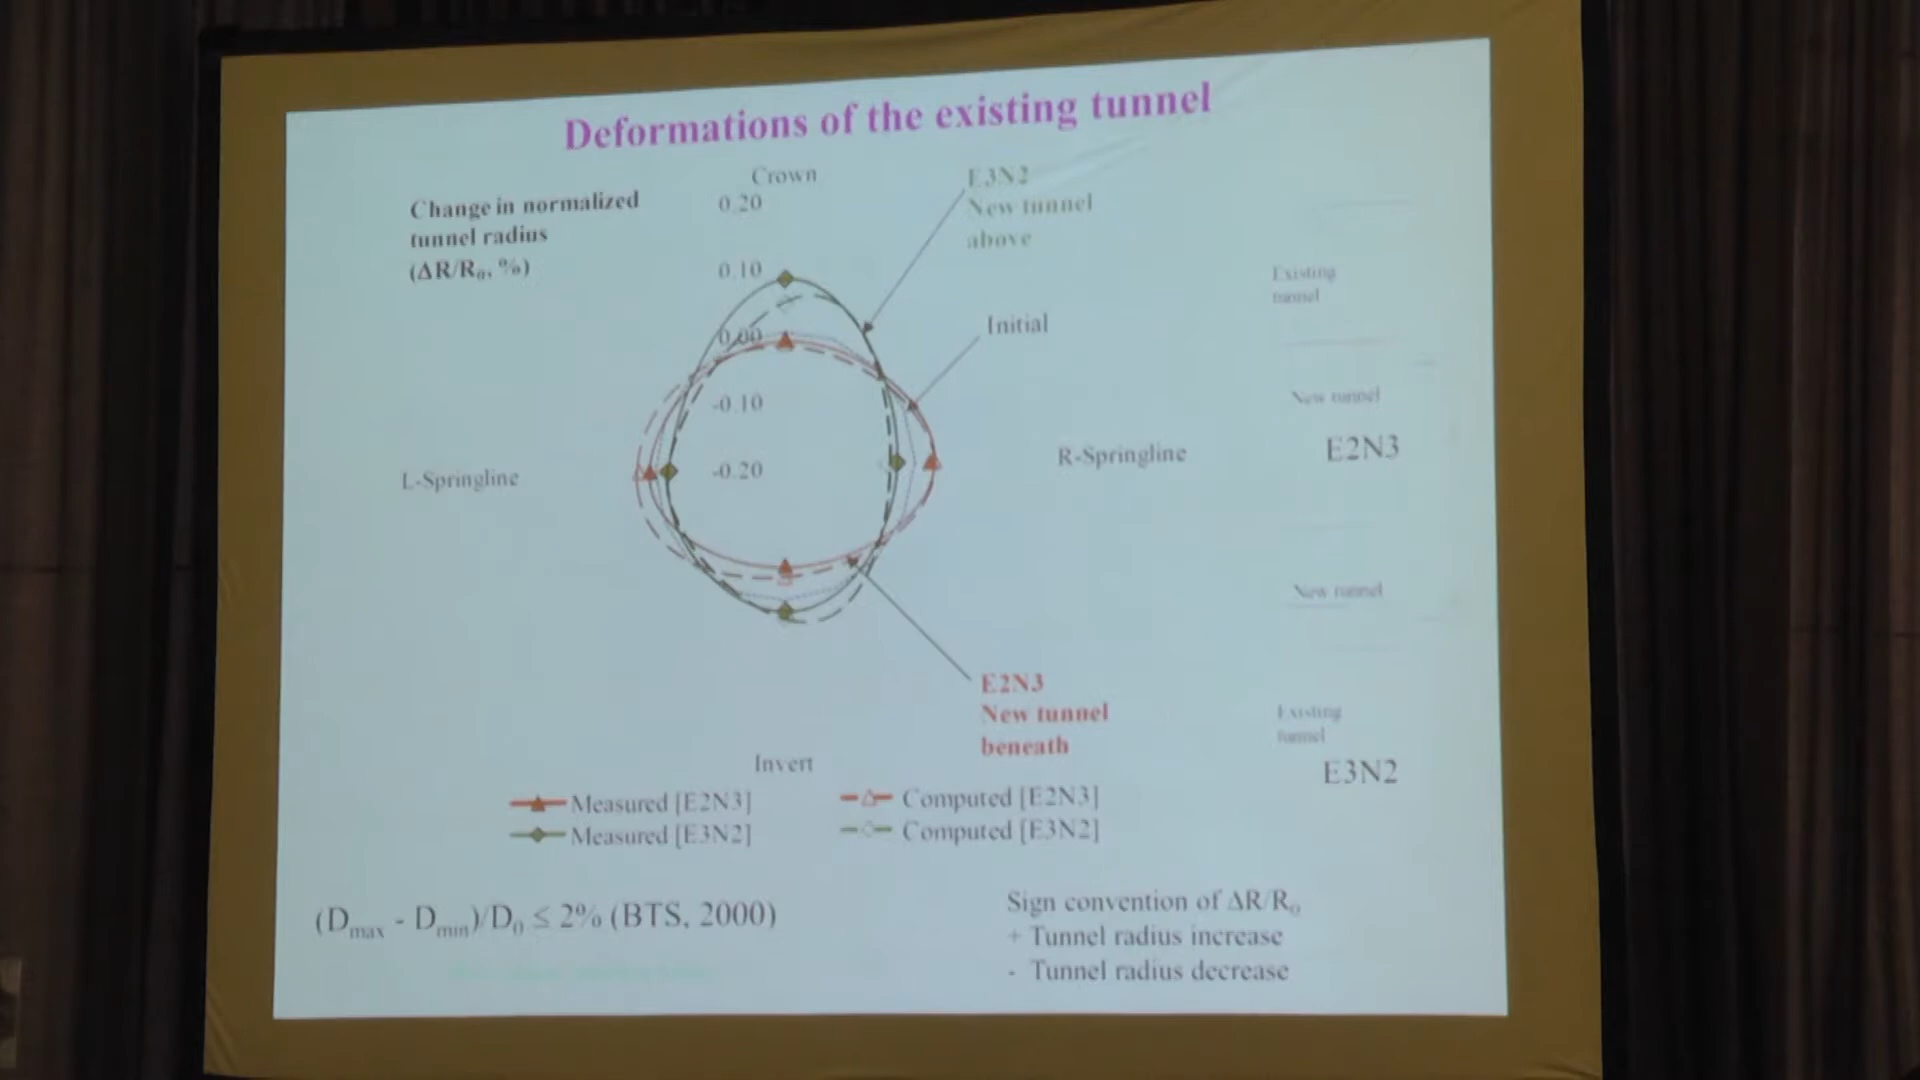 Deformations of the existing tunnel
Change in normalized
tunnel radius
(ΔR/R₀, %)
Crown
0.20
0.10
0.00
-0.10
-0.20
E3N2
New tunnel
above
Initial
L-Springline
R-Springline
E2N3
New tunnel
beneath
Invert
Existing
tunnel
New tunnel
E2N3
New tunnel
Existing
tunnel
E3N2
Measured [E2N3]
Computed [E2N3]
Measured [E3N2]
Computed [E3N2]
(Dmax - Dmin)/D₀ ≤ 2% (BTS, 2000)
Sign convention of ΔR/R₀
+ Tunnel radius increase
- Tunnel radius decrease